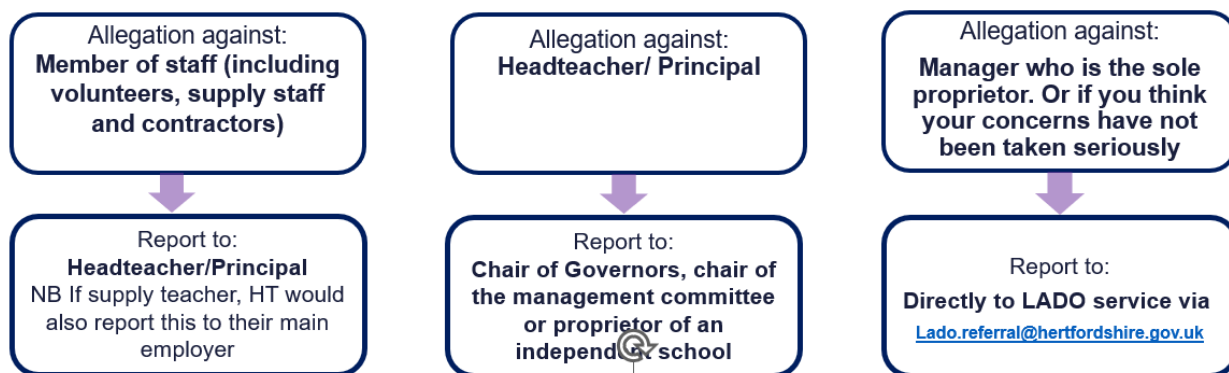 Allegation against:
Member of staff (including
volunteers, supply staff
and contractors)
Report to:
Headteacher/Principal
NB If supply teacher, HT would
also report this to their main
employer
Allegation against:
Headteacher/ Principal
Report to:
Chair of Governors, chair of
the management committee
or proprietor of an
independent school
Allegation against:
Manager who is the sole
proprietor. Or if you think
your concerns have not
been taken seriously
Report to:
Directly to LADO service via
Lado.referral@hertfordshire.gov.uk